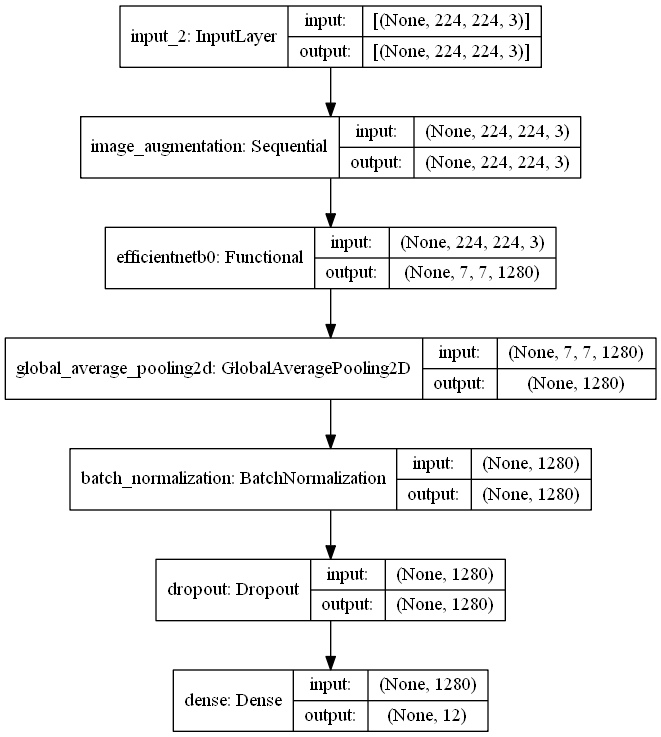 input_2: InputLayer
input:
[(None, 224, 224, 3)]
output:
[(None, 224, 224, 3)]
image_augmentation: Sequential
input:
(None, 224, 224, 3)
output:
(None, 224, 224, 3)
efficientnetb0: Functional
input:
(None, 224, 224, 3)
output:
(None, 7, 7, 1280)
global_average_pooling2d: GlobalAveragePooling2D
input:
(None, 7, 7, 1280)
output:
(None, 1280)
batch_normalization: BatchNormalization
input:
(None, 1280)
output:
(None, 1280)
dropout: Dropout
input:
(None, 1280)
output:
(None, 1280)
dense: Dense
input:
(None, 1280)
output:
(None, 12)